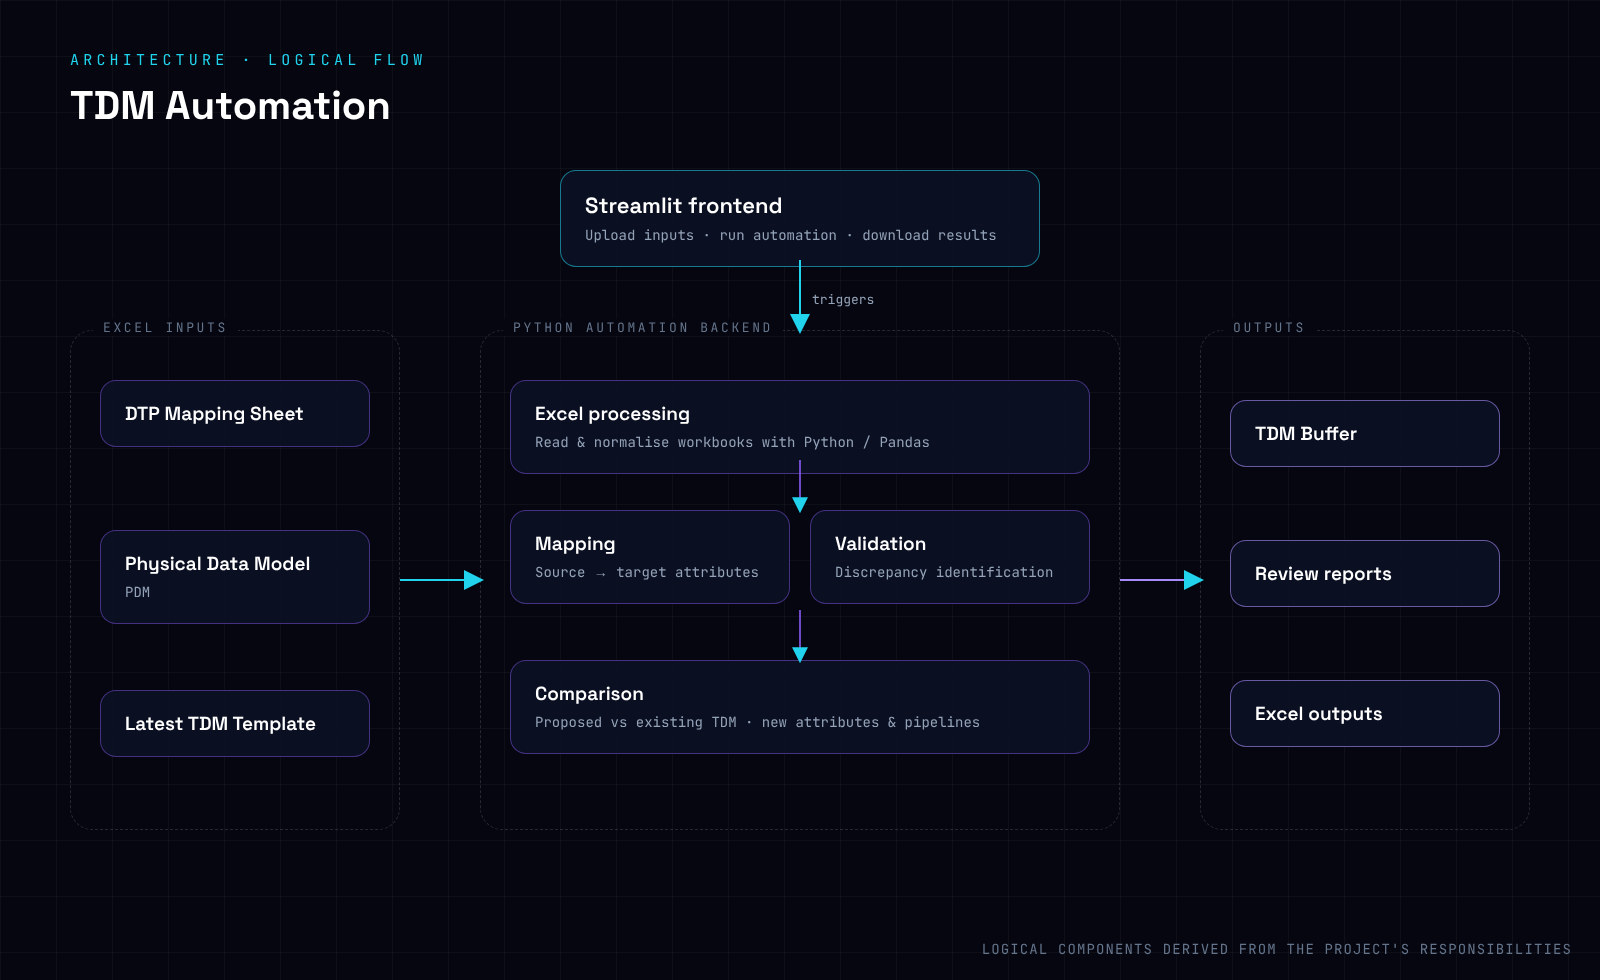 ARCHITECTURE · LOGICAL FLOW
TDM Automation
Streamlit frontend
Upload inputs · run automation · download results
triggers
EXCEL INPUTS
DTP Mapping Sheet
Physical Data Model
PDM
Latest TDM Template
PYTHON AUTOMATION BACKEND
Excel processing
Read & normalise workbooks with Python / Pandas
Mapping
Source → target attributes
Validation
Discrepancy identification
Comparison
Proposed vs existing TDM · new attributes & pipelines
OUTPUTS
TDM Buffer
Review reports
Excel outputs
LOGICAL COMPONENTS DERIVED FROM THE PROJECT'S RESPONSIBILITIES